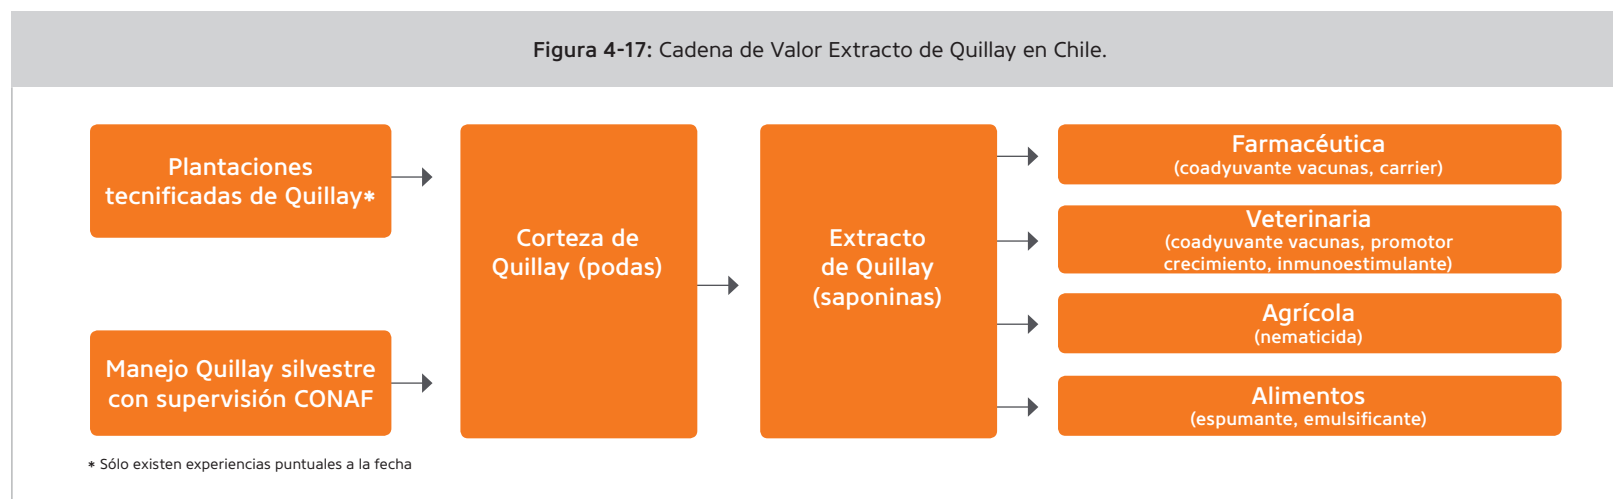 Figura 4-17: Cadena de Valor Extracto de Quillay en Chile.
Plantaciones
tecnificadas de Quillay*
Manejo Quillay silvestre
con supervisión CONAF
Corteza de
Quillay (podas)
Extracto
de Quillay
(saponinas)
Farmacéutica
(coadyuvante vacunas, carrier)
Veterinaria
(coadyuvante vacunas, promotor
crecimiento, inmunoestimulante)
Agrícola
(nematicida)
Alimentos
(espumante, emulsificante)
* Sólo existen experiencias puntuales a la fecha